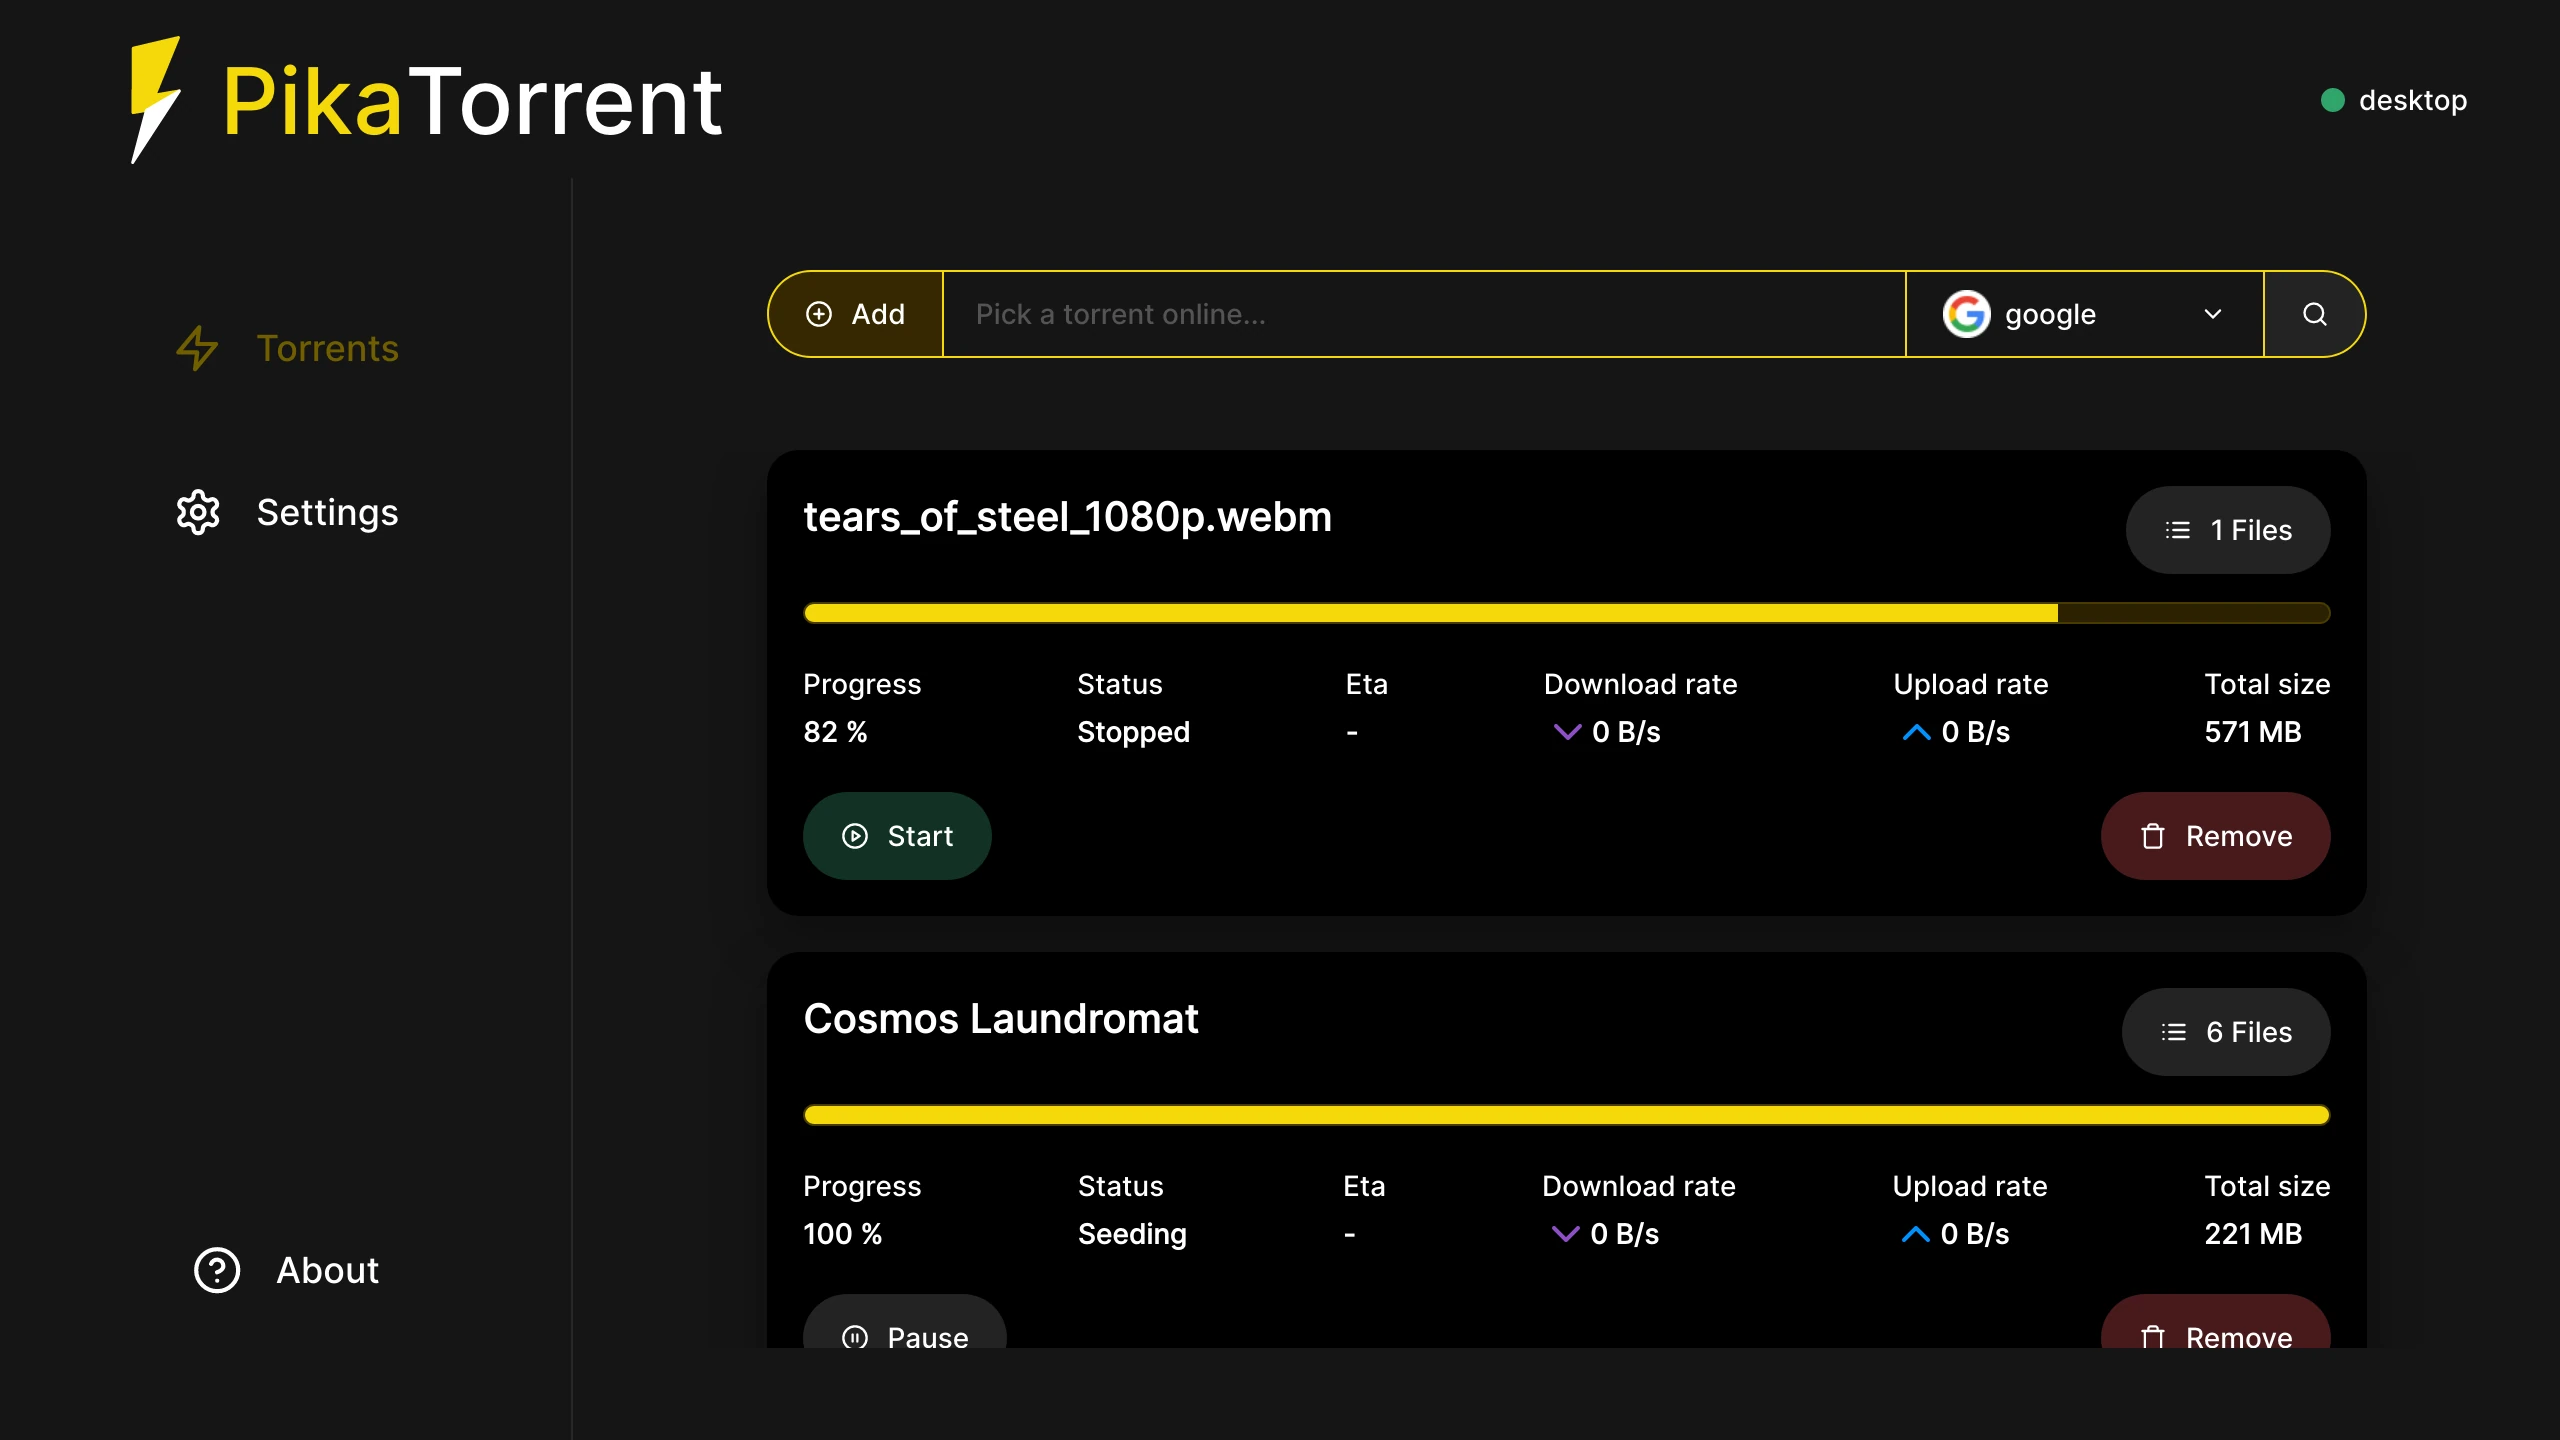 PikaTorrent
desktop
Torrents
Settings
About
Add
Pick a torrent online...
google
tears_of_steel_1080p.webm
1 Files
Progress Status Eta Download rate Upload rate Total size
82 % Stopped - 0 B/s 0 B/s 571 MB
Start Remove
Cosmos Laundromat
6 Files
Progress Status Eta Download rate Upload rate Total size
100 % Seeding - 0 B/s 0 B/s 221 MB
Pause Remove